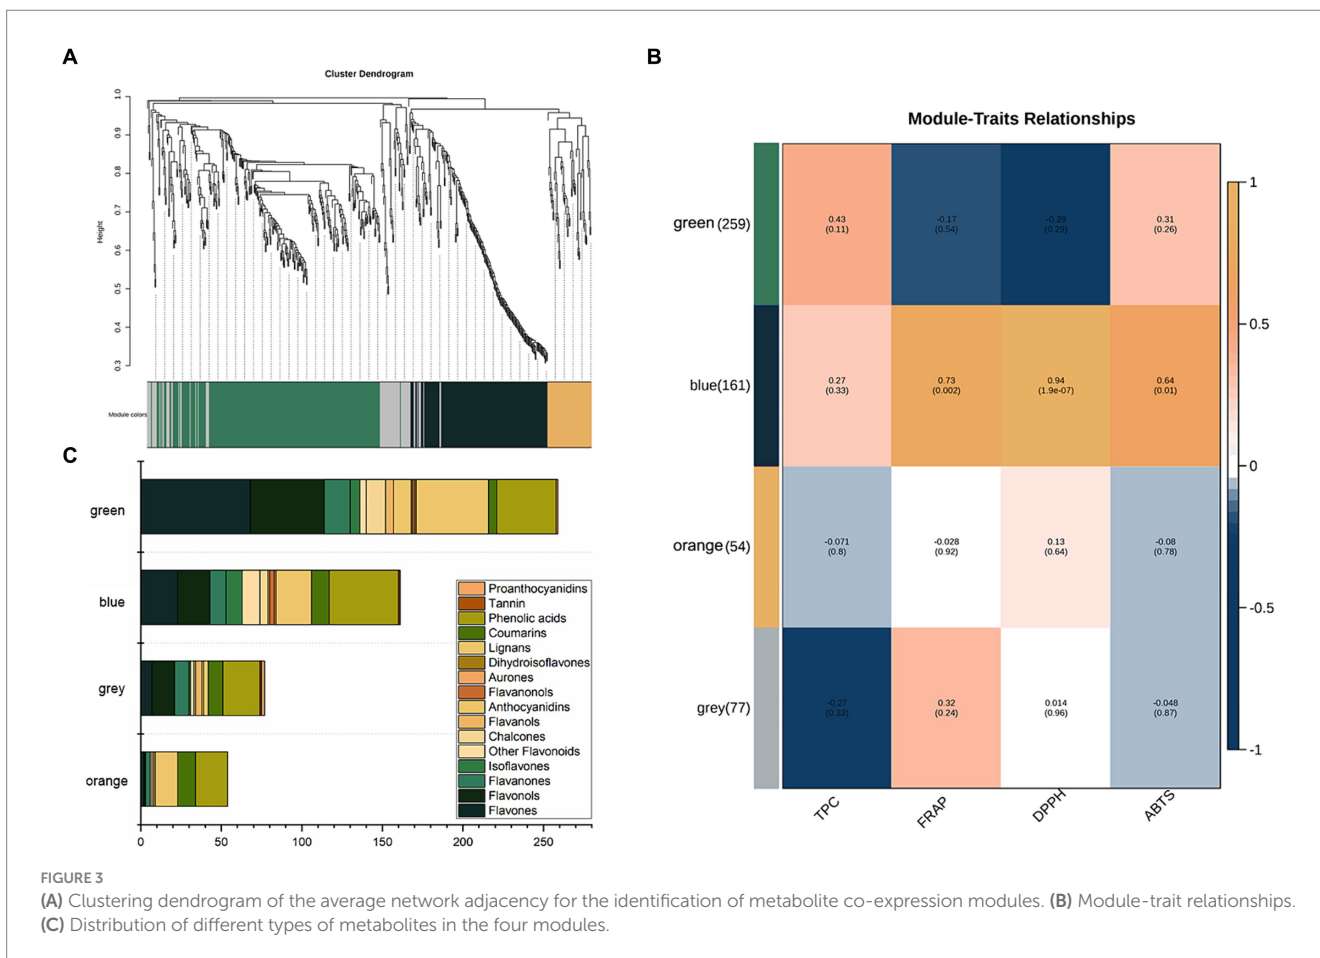 A
Cluster Dendrogram
Height
1.0
0.9
0.8
0.7
0.6
0.5
0.4
0.3
Module colors
B
Module-Traits Relationships
green (259)
0.43
(0.11)
-0.17
(0.54)
-0.29
(0.29)
0.31
(0.26)
blue(161)
0.27
(0.33)
0.73
(0.002)
0.94
(1.9e-07)
0.64
(0.01)
orange (54)
-0.071
(0.8)
-0.028
(0.92)
0.13
(0.64)
-0.08
(0.78)
grey(77)
-0.27
(0.33)
0.32
(0.24)
0.014
(0.96)
-0.048
(0.87)
TPC
FRAP
DPPH
ABTS
1
0.5
0
-0.5
-1
C
green
blue
grey
orange
0
50
100
150
200
250
Proanthocyanidins
Tannin
Phenolic acids
Coumarins
Lignans
Dihydroisoflavones
Aurones
Flavanonols
Anthocyanidins
Flavanols
Chalcones
Other Flavonoids
Isoflavones
Flavanones
Flavonols
Flavones
FIGURE 3
(A) Clustering dendrogram of the average network adjacency for the identification of metabolite co-expression modules. (B) Module-trait relationships.
(C) Distribution of different types of metabolites in the four modules.